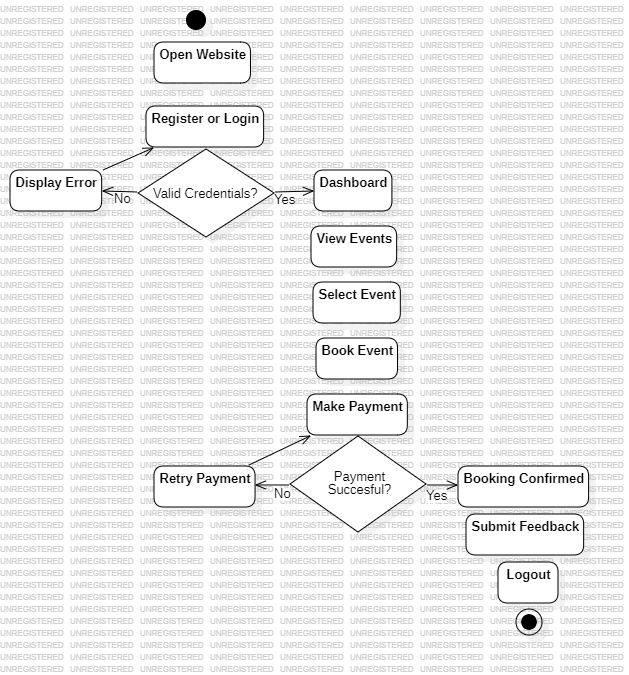 Open Website
Register or Login
Display Error
No
Valid Credentials?
Yes
Dashboard
View Events
Select Event
Book Event
Make Payment
Retry Payment
No
Payment
Succesful?
Yes
Booking Confirmed
Submit Feedback
Logout
UNREGISTERED